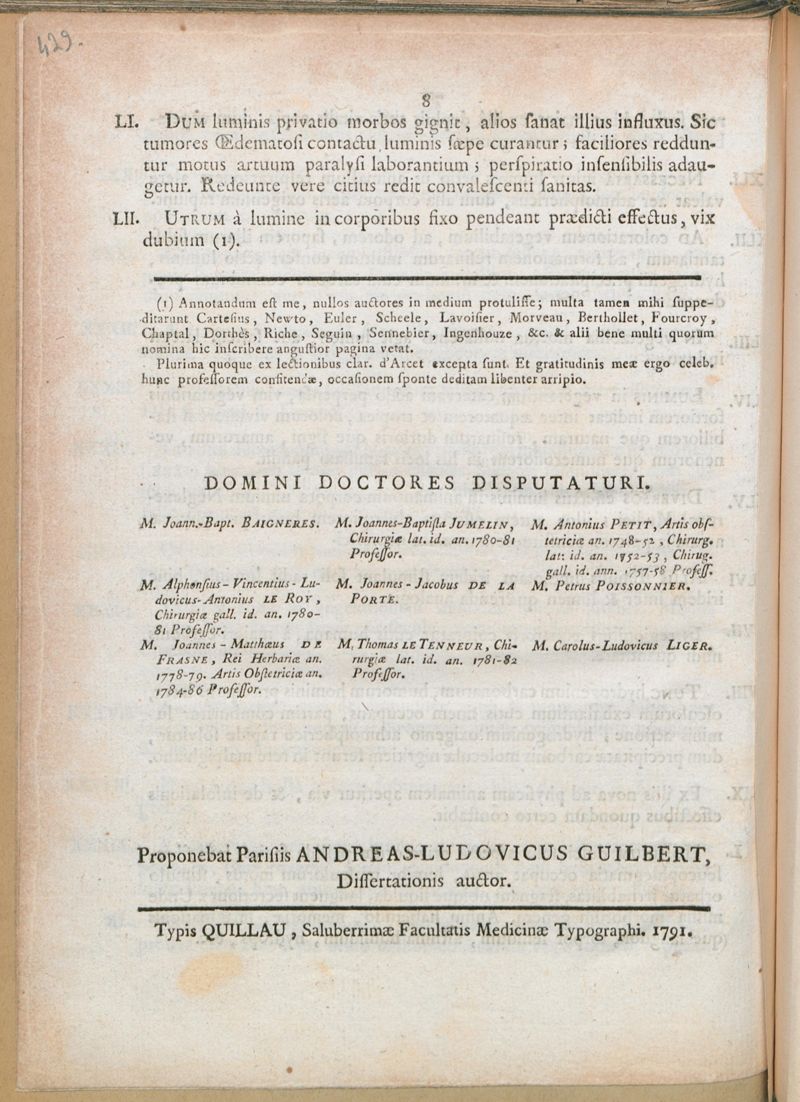 429.
8
LI. DUM luminis privatio morbos gignit, alios ſanat illius influxus. Sic
tumores Œdematoſi contactu luminis ſæpe curantur; faciliores reddun-
tur motus artuum paralyſi laborantium; perſpiratio inſenſibilis adau-
getur. Redeunte vere citius redit convaleſcenti ſanitas.
LII. UTRUM à lumine in corporibus fixo pendeant prædicti effectus, vix
dubium (1).
(1) Annotandum eſt me, nullos auctores in medium protuliſſe; multa tamen mihi ſuppe-
ditarunt Carteſius, Newto, Euler, Scheele, Lavoiſier, Morveau, Berthollet, Fourcroy,
Chaptal, Dorthès, Riche, Seguin, Sennebier, Ingenhouze, &c. & alii bene multi quorum
nomina hic inſcribere anguſtior pagina vetat.
Plurima quoque ex lectionibus clar. d'Arcet excepta ſunt. Et gratitudinis meæ ergo celeb.
hunc profeſſorem confitendæ, occaſionem ſponte deditam libenter arripio.
DOMINI DOCTORES DISPUTATURI.
M. Joann.-Bapt. BAIGNERES. M. Joannes-Baptiſta JUMELIN, M. Antonius PETIT, Artis obſ-
Chirurgiæ lat. id. an. 1780-81 tetriciæ an. 1748-52, Chirurg.
Profeſſor. lat. id. an. 1752-53, Chirug.
gall. id. ann. 1757-58 Profeſſ.
M. Alphonſius-Vincentius-Lu- M. Joannes-Jacobus DE LA M. Petrus POISSONNIER.
dovicus-Antonius LE ROY, PORTE.
Chirurgiæ gall. id. an. 1780-
81 Profeſſor.
M. Joannes-Matthæus DE M. Thomas LE TENNEUR, Chi- M. Carolus-Ludovicus LIGER.
FRASNE, Rei Herbariæ an. rurgiæ lat. id. an. 1781-82
1778-79. Artis Obſtetriciæ an. Profeſſor.
1784-86 Profeſſor.
Proponebat Pariſiis ANDREAS-LUDOVICUS GUILBERT,
Diſſertationis auctor.
Typis QUILLAU, Saluberrimæ Facultatis Medicinæ Typographi. 1791.